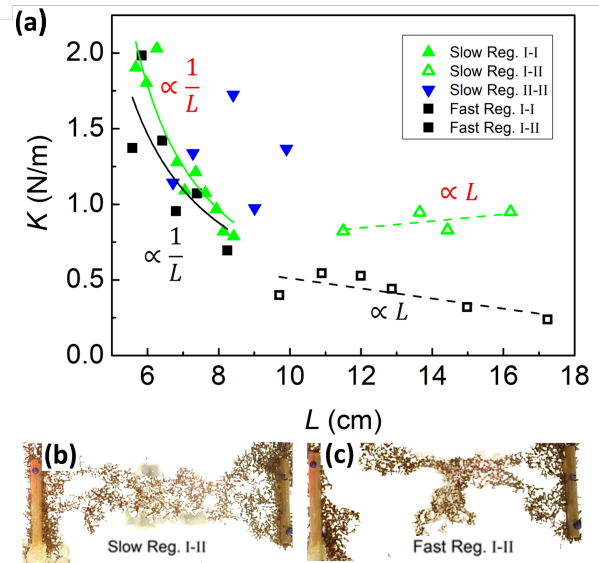 (a)
2.0
1.5
1.0
0.5
0.0
K (N/m)
6 8 10 12 14 16 18
L (cm)
∝ 1/L
∝ 1/L
∝ L
∝ L
Slow Reg. I-I
Slow Reg. I-II
Slow Reg. II-II
Fast Reg. I-I
Fast Reg. I-II
(b)
Slow Reg. I-II
(c)
Fast Reg. I-II